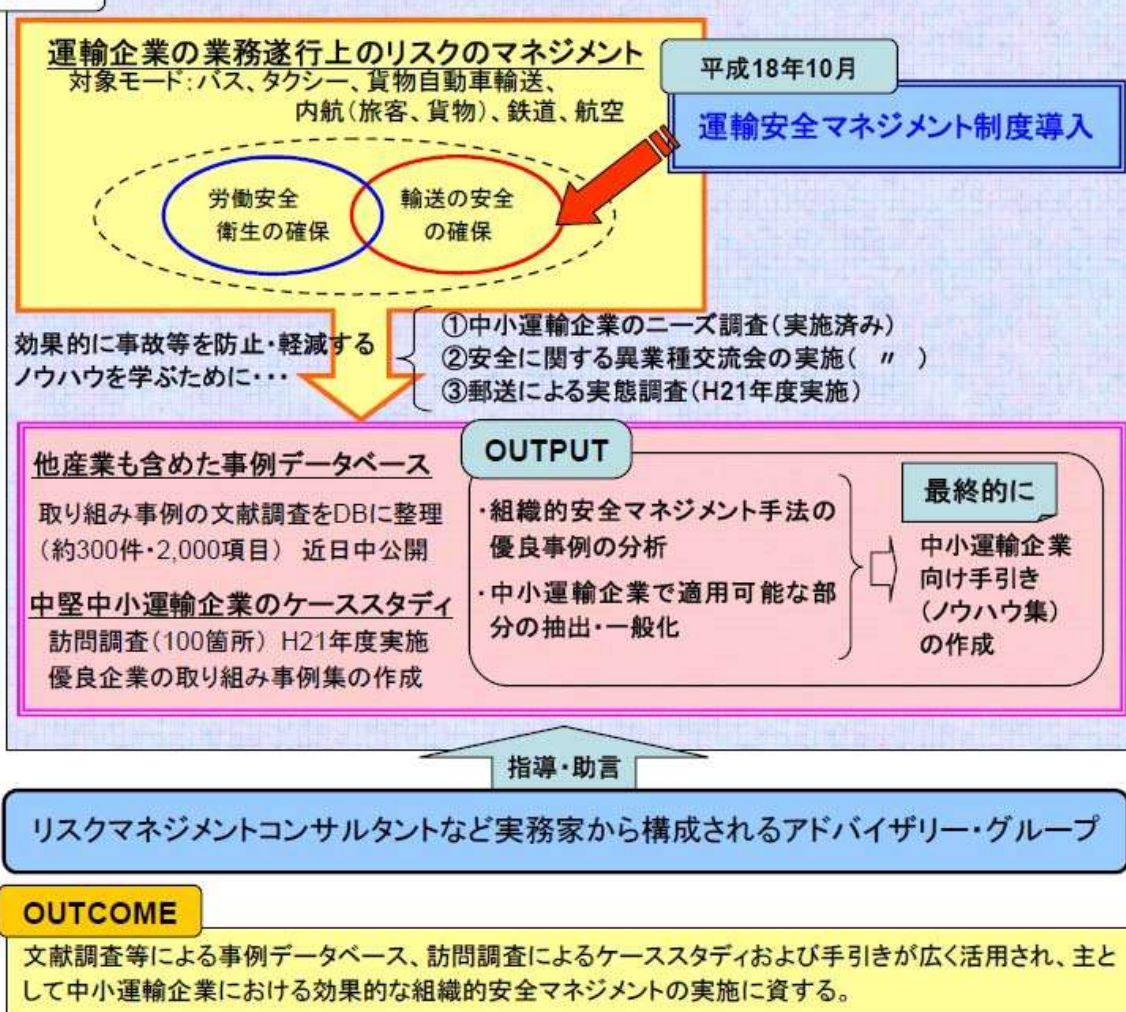 運輸企業の業務遂行上のリスクのマネジメント
対象モード:バス、タクシー、貨物自動車輸送、
内航(旅客、貨物)、鉄道、航空
平成18年10月
運輸安全マネジメント制度導入
労働安全
衛生の確保
輸送の安全
の確保
効果的に事故等を防止・軽減する
ノウハウを学ぶために・・・
①中小運輸企業のニーズ調査(実施済み)
②安全に関する異業種交流会の実施( 〃 )
③郵送による実態調査(H21年度実施)
他産業も含めた事例データベース
取り組み事例の文献調査をDBに整理
(約300件・2,000項目) 近日中公開
中堅中小運輸企業のケーススタディ
訪問調査(100箇所) H21年度実施
優良企業の取り組み事例集の作成
OUTPUT
・組織的安全マネジメント手法の
優良事例の分析
・中小運輸企業で適用可能な部
分の抽出・一般化
最終的に
中小運輸企業
向け手引き
(ノウハウ集)
の作成
指導・助言
リスクマネジメントコンサルタントなど実務家から構成されるアドバイザリー・グループ
OUTCOME
文献調査等による事例データベース、訪問調査によるケーススタディおよび手引きが広く活用され、主と
して中小運輸企業における効果的な組織的安全マネジメントの実施に資する。